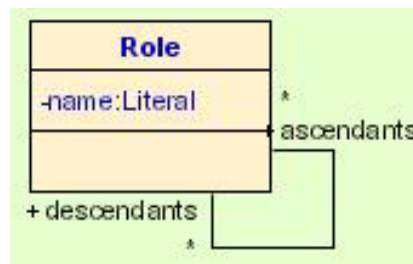 Role
-name:Literal
*
+ ascendants
+ descendants
*